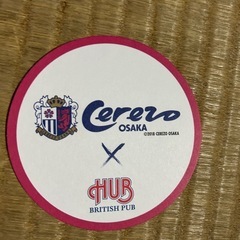 Cerezo
OSAKA
©2018 CEREZO OSAKA
×
HUB
BRITISH PUB